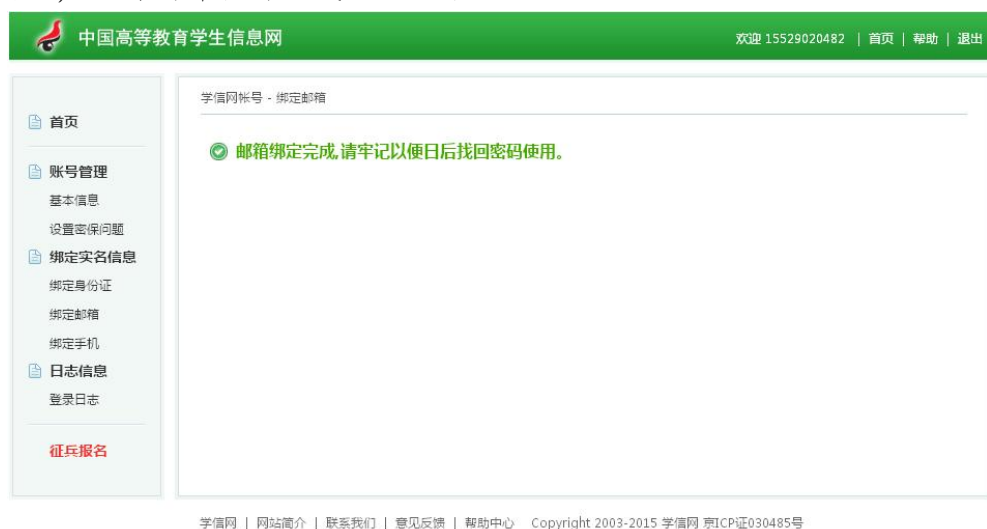 中国高等教育学生信息网
欢迎 15529020482 | 首页 | 帮助 | 退出
学信网帐号 - 绑定邮箱
邮箱绑定完成,请牢记以便日后找回密码使用。
首页
账号管理
基本信息
设置密保问题
绑定实名信息
绑定身份证
绑定邮箱
绑定手机
日志信息
登录日志
征兵报名
学信网 | 网站简介 | 联系我们 | 意见反馈 | 帮助中心 Copyright 2003-2015 学信网 京ICP证030485号